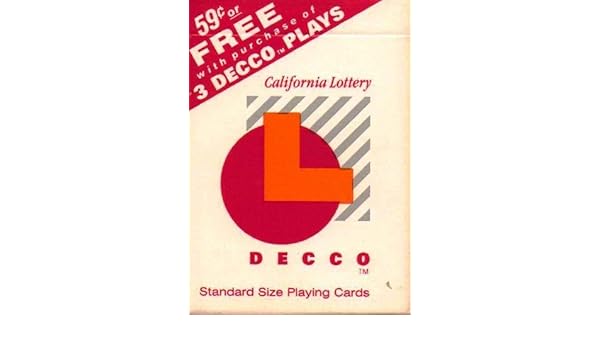 59¢ or
FREE
with purchase of
3 DECCO™ PLAYS
California Lottery
DECCO
TM
Standard Size Playing Cards